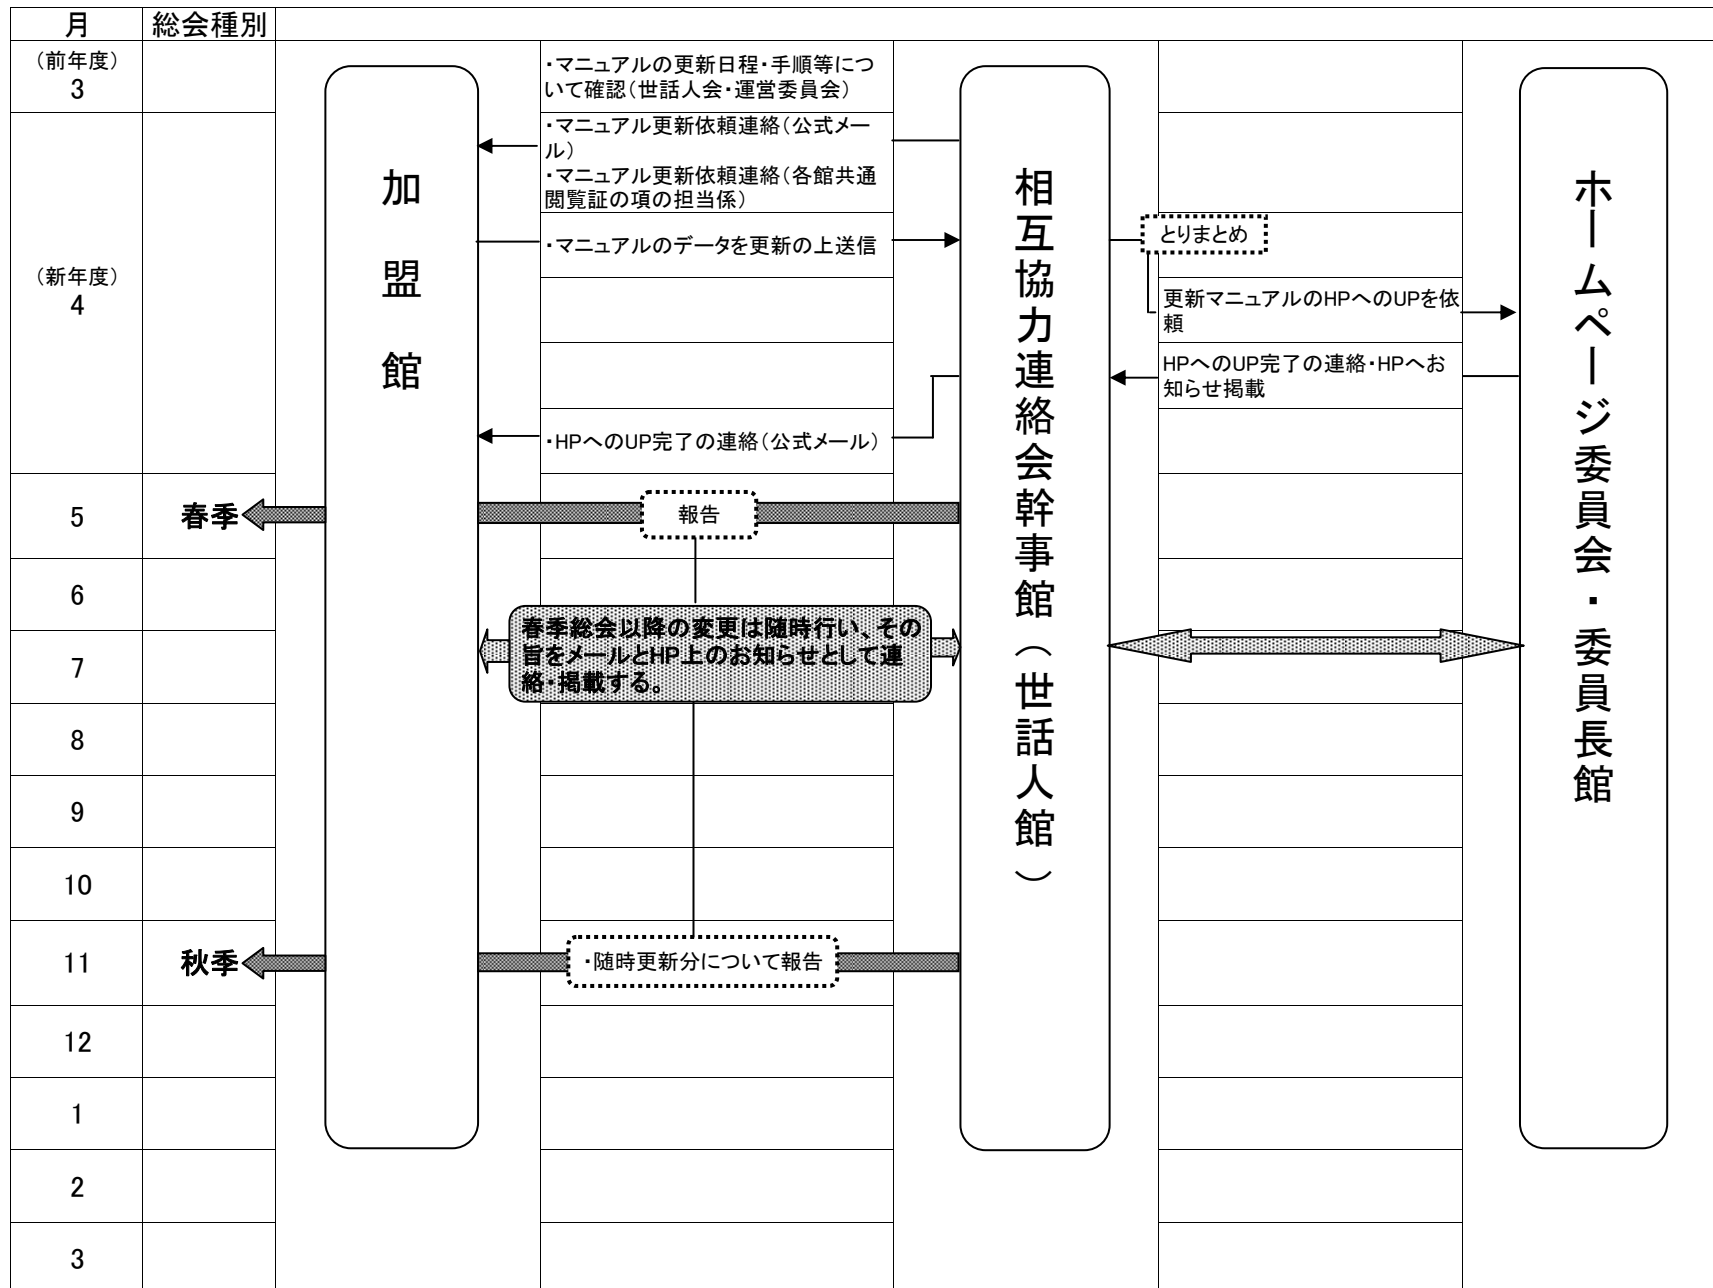 月 総会種別
(前年度)
3
・マニュアルの更新日程・手順等につ
いて確認(世話人会・運営委員会)
(新年度)
4
・マニュアル更新依頼連絡(公式メー
ル)
・マニュアル更新依頼連絡(各館共通
閲覧証の項の担当係)
・マニュアルのデータを更新の上送信
とりまとめ
更新マニュアルのHPへのUPを依
頼
HPへのUP完了の連絡・HPへお
知らせ掲載
・HPへのUP完了の連絡(公式メール)
加盟館
相互協力連絡会幹事館(世話人館)
ホームページ委員会・委員長館
5
春季
報告
6
春季総会以降の変更は随時行い、その
旨をメールとHP上のお知らせとして連
絡・掲載する。
7
8
9
10
11
秋季
・随時更新分について報告
12
1
2
3